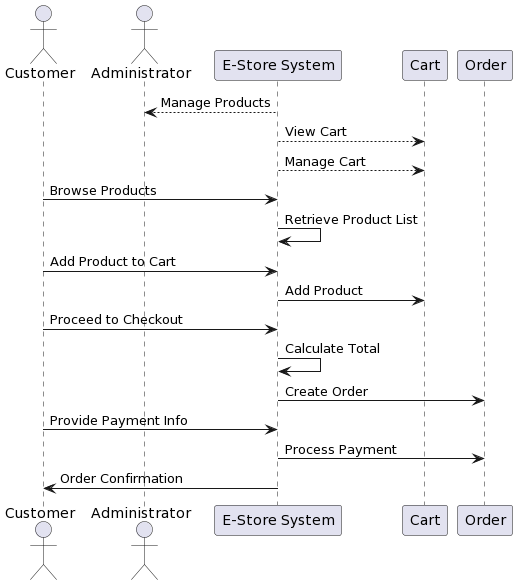 Customer
Administrator
E-Store System
Cart
Order
Manage Products
View Cart
Manage Cart
Browse Products
Retrieve Product List
Add Product to Cart
Add Product
Proceed to Checkout
Calculate Total
Create Order
Provide Payment Info
Process Payment
Order Confirmation
Customer
Administrator
E-Store System
Cart
Order